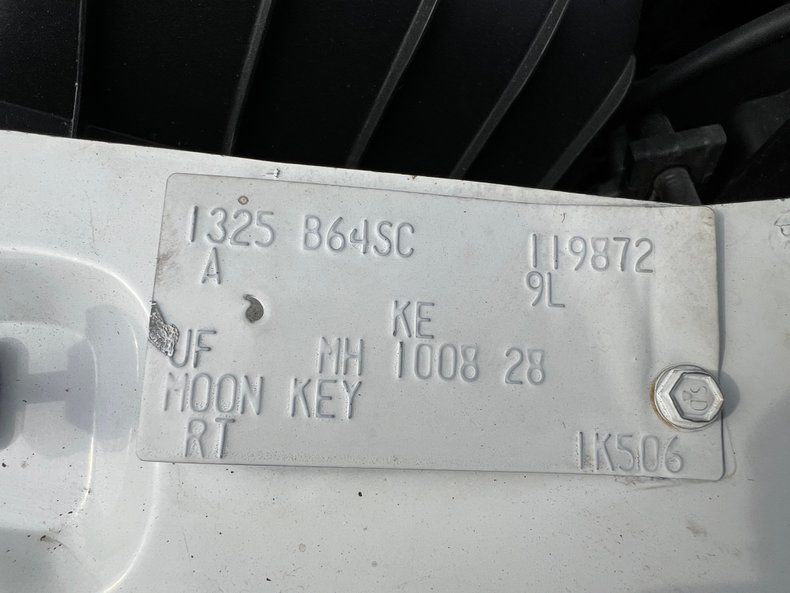 1325 B64SC 119872
A 9L
KE
UF MH 1008 28
MOON KEY
RT 1K506